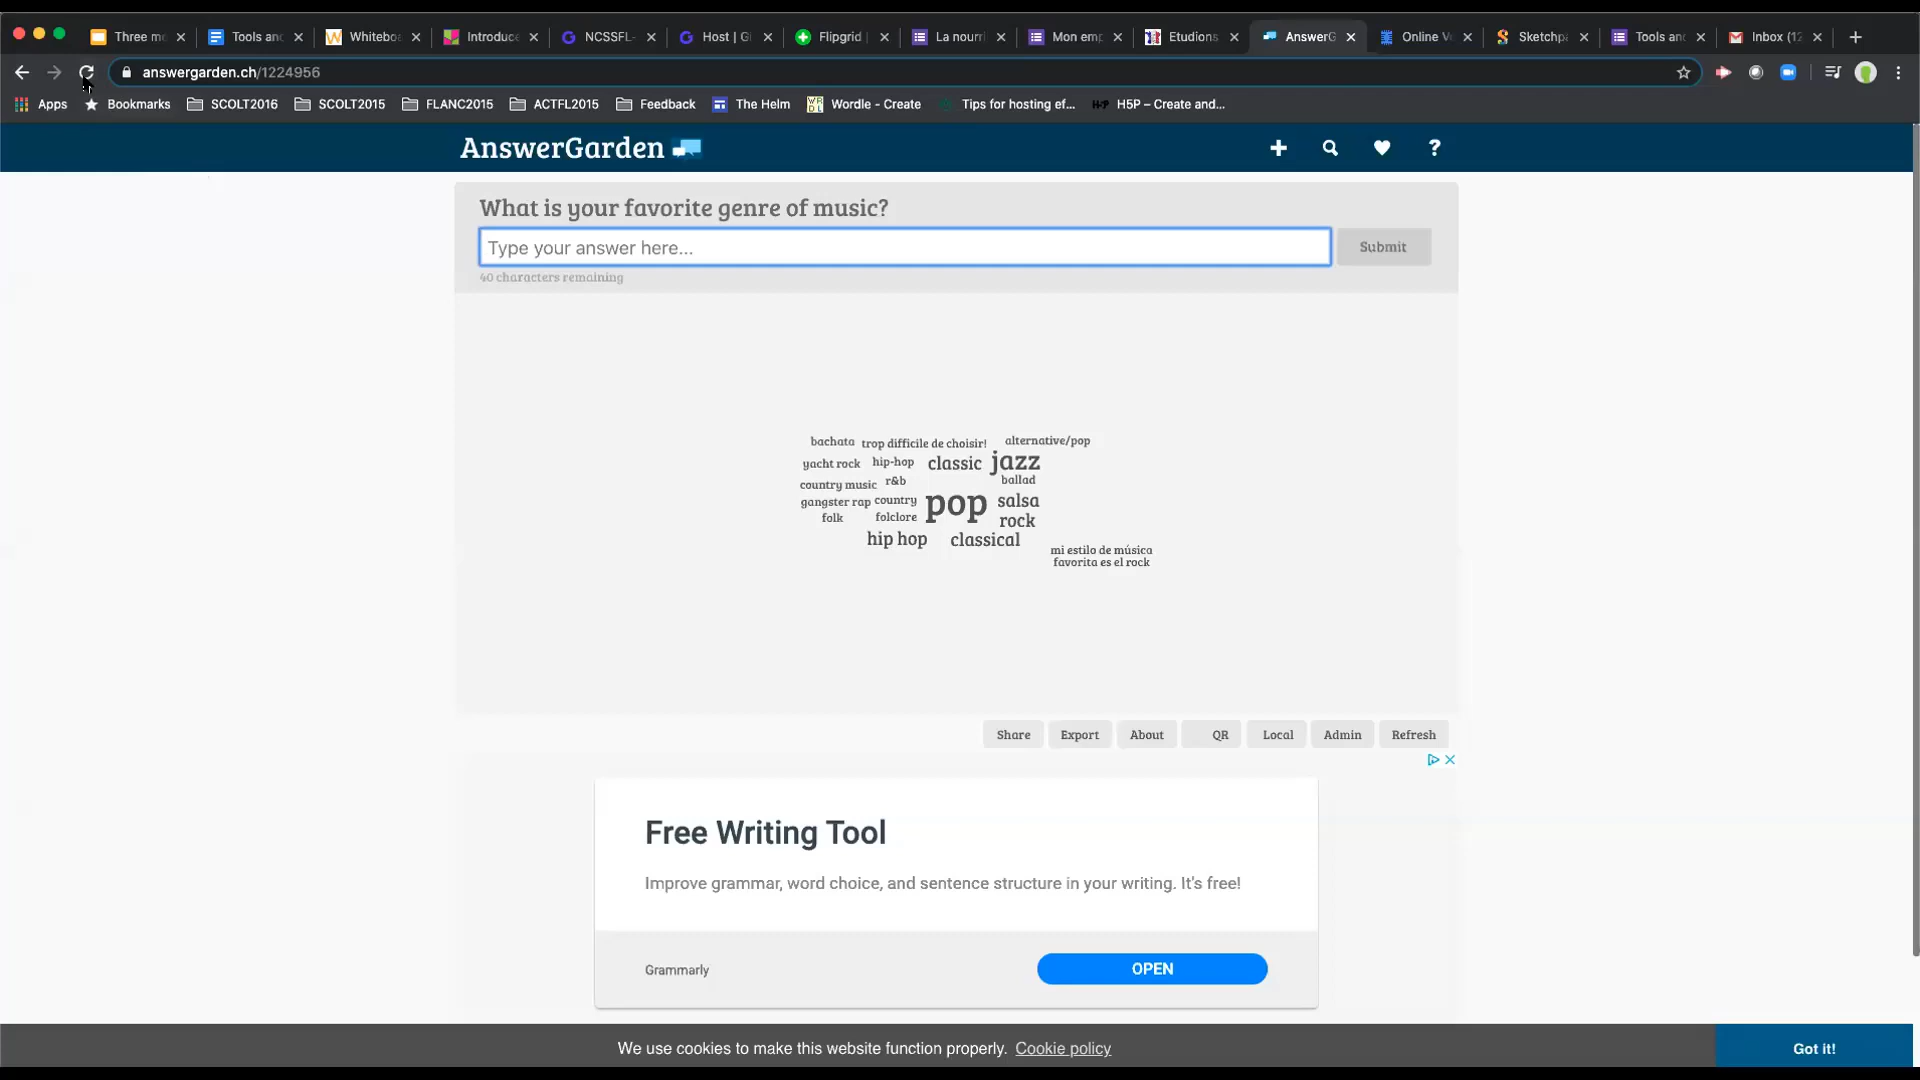 Three m
Tools an
Whitebo
Introduc
NCSSFL-
Host | Gi
Flipgrid
La nourri
Mon emp
Etudions
AnswerG
Online V
Sketchpa
Tools and
Inbox (12
answergarden.ch/1224956
Apps
Bookmarks
SCOLT2016
SCOLT2015
FLANC2015
ACTFL2015
Feedback
The Helm
Wordle - Create
Tips for hosting ef...
H5P – Create and...
AnswerGarden
What is your favorite genre of music?
Type your answer here...
Submit
40 characters remaining
bachata
trop difficile de choisir!
alternative/pop
yacht rock
hip-hop
classic
jazz
country music
r&b
ballad
gangster rap
country
pop
salsa
folk
folclore
rock
hip hop
classical
mi estilo de música
favorita es el rock
Share
Export
About
QR
Local
Admin
Refresh
Free Writing Tool
Improve grammar, word choice, and sentence structure in your writing. It's free!
Grammarly
OPEN
We use cookies to make this website function properly. Cookie policy
Got it!